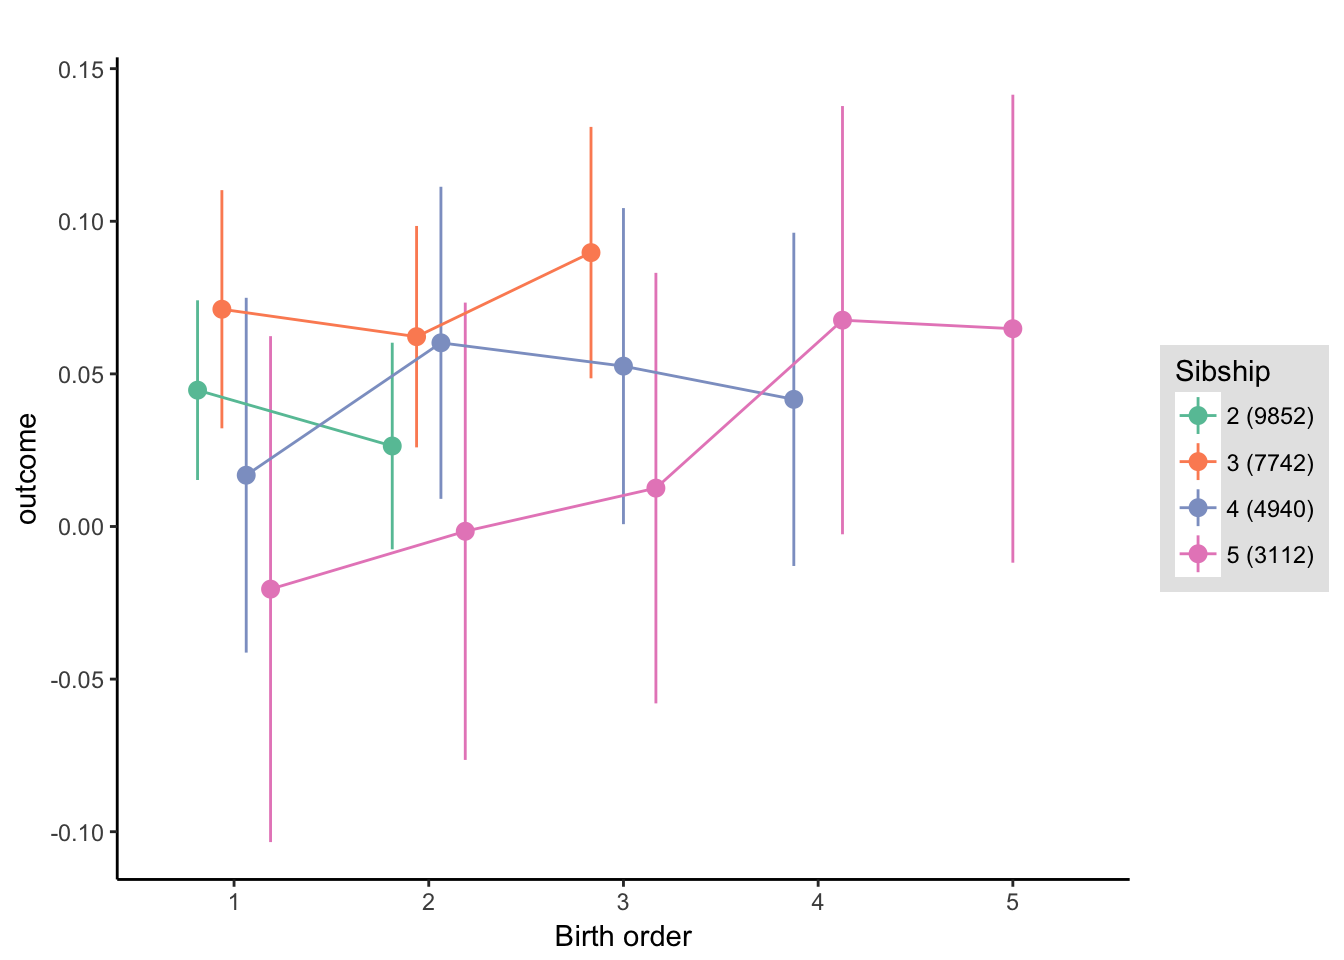 0.15
0.10
0.05
0.00
-0.05
-0.10
outcome
1 2 3 4 5
Birth order
Sibship
2 (9852)
3 (7742)
4 (4940)
5 (3112)